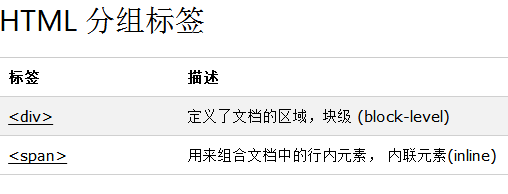 HTML 分组标签
标签 描述
<div> 定义了文档的区域，块级 (block-level)
<span> 用来组合文档中的行内元素， 内联元素(inline)